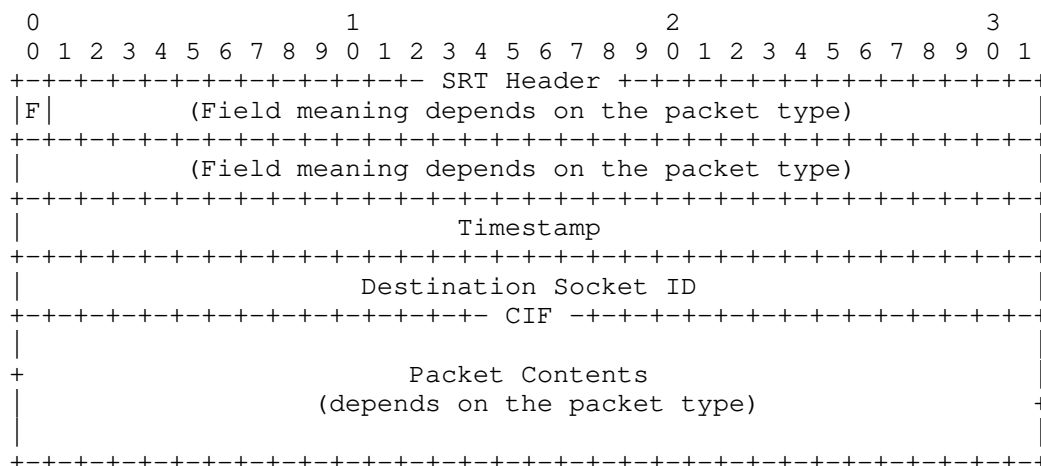 0                   1                   2                   3
 0 1 2 3 4 5 6 7 8 9 0 1 2 3 4 5 6 7 8 9 0 1 2 3 4 5 6 7 8 9 0 1
+-+-+-+-+-+-+-+-+-+-+-+-+- SRT Header +-+-+-+-+-+-+-+-+-+-+-+-+-+
|F|        (Field meaning depends on the packet type)           |
+-+-+-+-+-+-+-+-+-+-+-+-+-+-+-+-+-+-+-+-+-+-+-+-+-+-+-+-+-+-+-+-+
|          (Field meaning depends on the packet type)           |
+-+-+-+-+-+-+-+-+-+-+-+-+-+-+-+-+-+-+-+-+-+-+-+-+-+-+-+-+-+-+-+-+
|                           Timestamp                           |
+-+-+-+-+-+-+-+-+-+-+-+-+-+-+-+-+-+-+-+-+-+-+-+-+-+-+-+-+-+-+-+-+
|                     Destination Socket ID                     |
+-+-+-+-+-+-+-+-+-+-+-+-+-+-+- CIF -+-+-+-+-+-+-+-+-+-+-+-+-+-+-+
|                                                               |
+                        Packet Contents                        |
|                  (depends on the packet type)                 +
|                                                               |
+-+-+-+-+-+-+-+-+-+-+-+-+-+-+-+-+-+-+-+-+-+-+-+-+-+-+-+-+-+-+-+-+